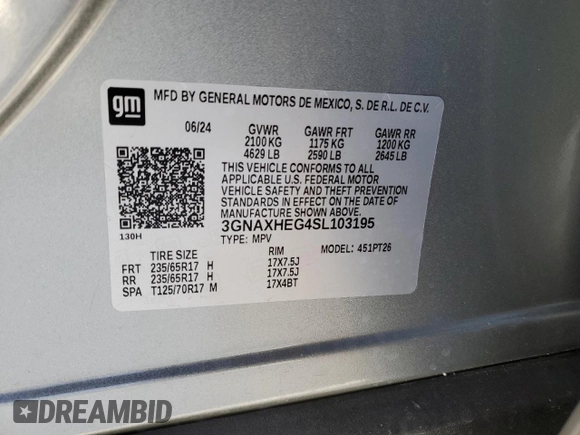 gm
MFD BY GENERAL MOTORS DE MEXICO, S. DE R.L. DE C.V.
06/24 GVWR GAWR FRT GAWR RR
2100 KG 1175 KG 1200 KG
4629 LB 2590 LB 2645 LB
THIS VEHICLE CONFORMS TO ALL
APPLICABLE U.S. FEDERAL MOTOR
VEHICLE SAFETY AND THEFT PREVENTION
STANDARDS IN EFFECT ON THE DATE OF
MANUFACTURE SHOWN ABOVE.
3GNAXHEG4SL103195
130H TYPE: MPV MODEL: 451PT26
TIRE SIZE RIM
FRT 235/65R17 H 17X7.5J
RR 235/65R17 H 17X7.5J
SPA T125/70R17 M 17X4BT
DREAMBID